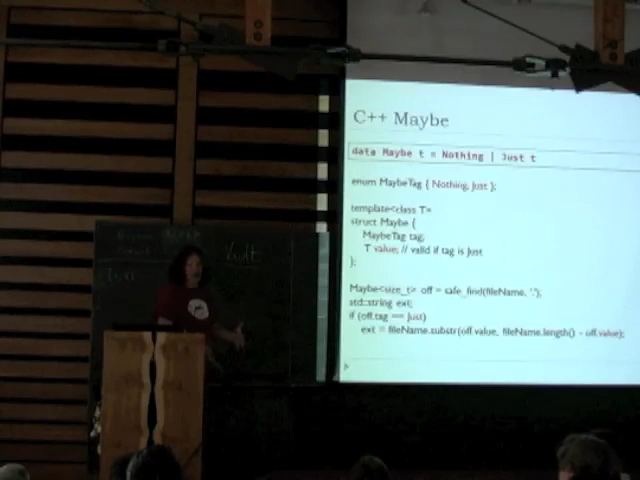 C++ Maybe
data Maybe t = Nothing | Just t
enum MaybeTag { Nothing, Just };
template<class T>
struct Maybe {
MaybeTag tag;
T value; // valid if tag is Just
};
Maybe<size_t> off = safe_find(fileName, '.');
std::string ext;
if (off.tag == Just)
ext = fileName.substr(off.value, fileName.length() - off.value);